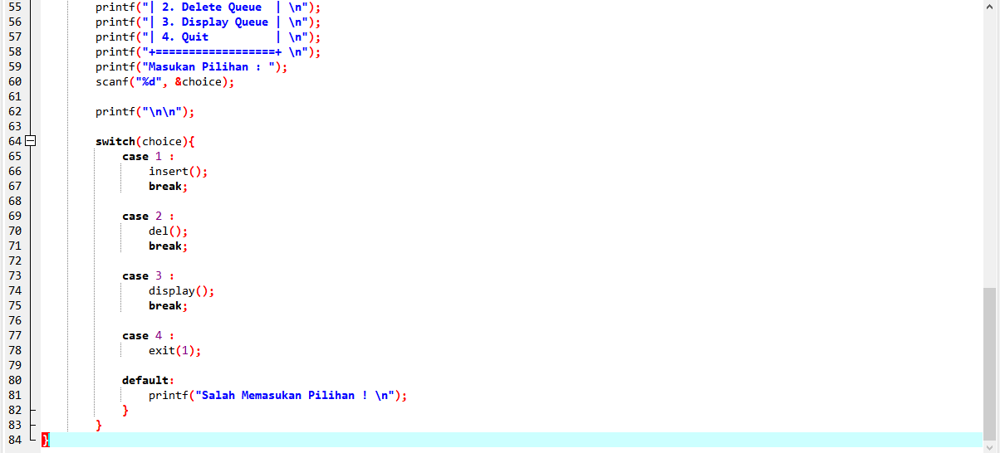 55 printf("| 2. Delete Queue  | \n");
56 printf("| 3. Display Queue | \n");
57 printf("| 4. Quit          | \n");
58 printf("+==================+ \n");
59 printf("Masukan Pilihan : ");
60 scanf("%d", &choice);
61
62 printf("\n\n");
63
64 switch(choice){
65 case 1 :
66 insert();
67 break;
68
69 case 2 :
70 del();
71 break;
72
73 case 3 :
74 display();
75 break;
76
77 case 4 :
78 exit(1);
79
80 default:
81 printf("Salah Memasukan Pilihan ! \n");
82 }
83 }
84 }